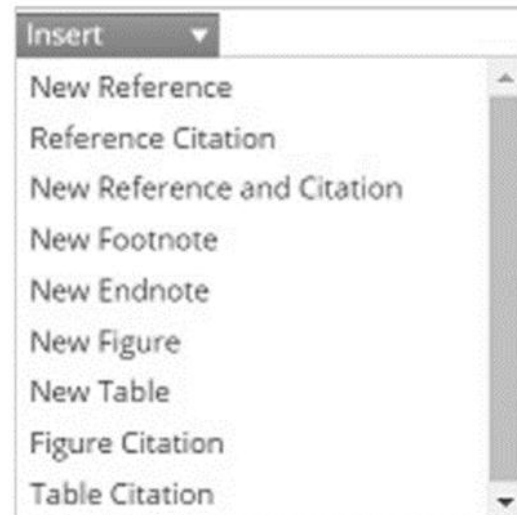 Insert
New Reference
Reference Citation
New Reference and Citation
New Footnote
New Endnote
New Figure
New Table
Figure Citation
Table Citation